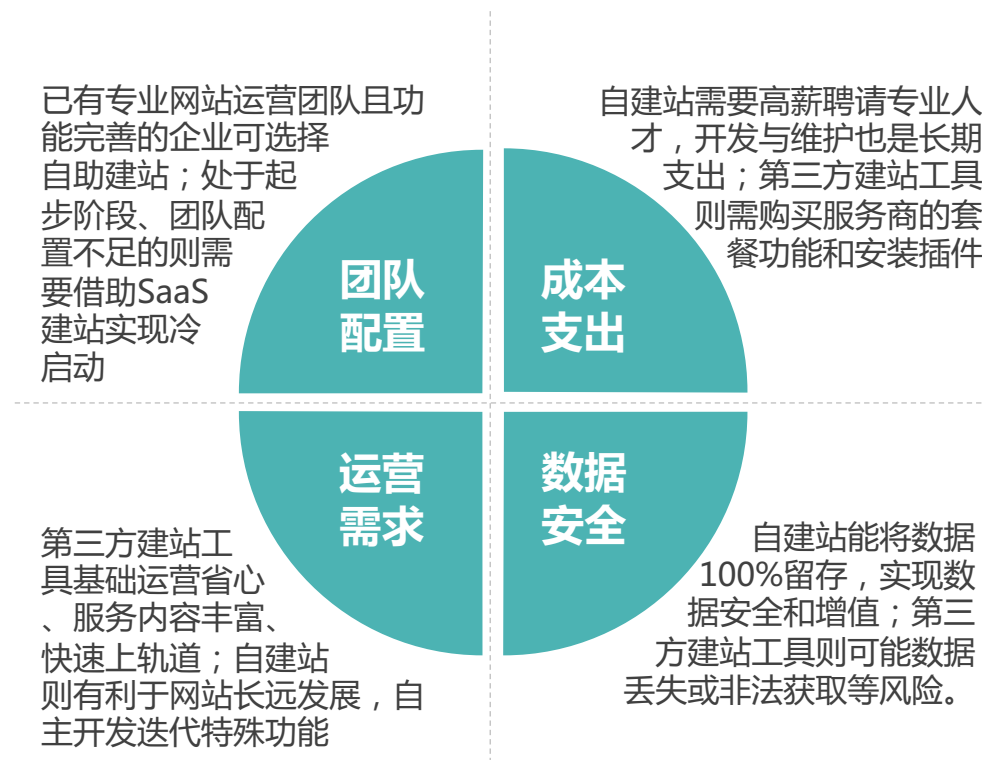 已有专业网站运营团队且功
能完善的企业可选择
自助建站；处于起
步阶段、团队配
置不足的则需
要借助SaaS
建站实现冷
启动
自建站需要高薪聘请专业人
才，开发与维护也是长期
支出；第三方建站工具
则需购买服务商的套
餐功能和安装插件
团队
配置
成本
支出
运营
需求
数据
安全
第三方建站工
具基础运营省心
、服务内容丰富、
快速上轨道；自建站
则有利于网站长远发展，自
主开发迭代特殊功能
自建站能将数据
100%留存，实现数
据安全和增值；第三
方建站工具则可能数据
丢失或非法获取等风险。